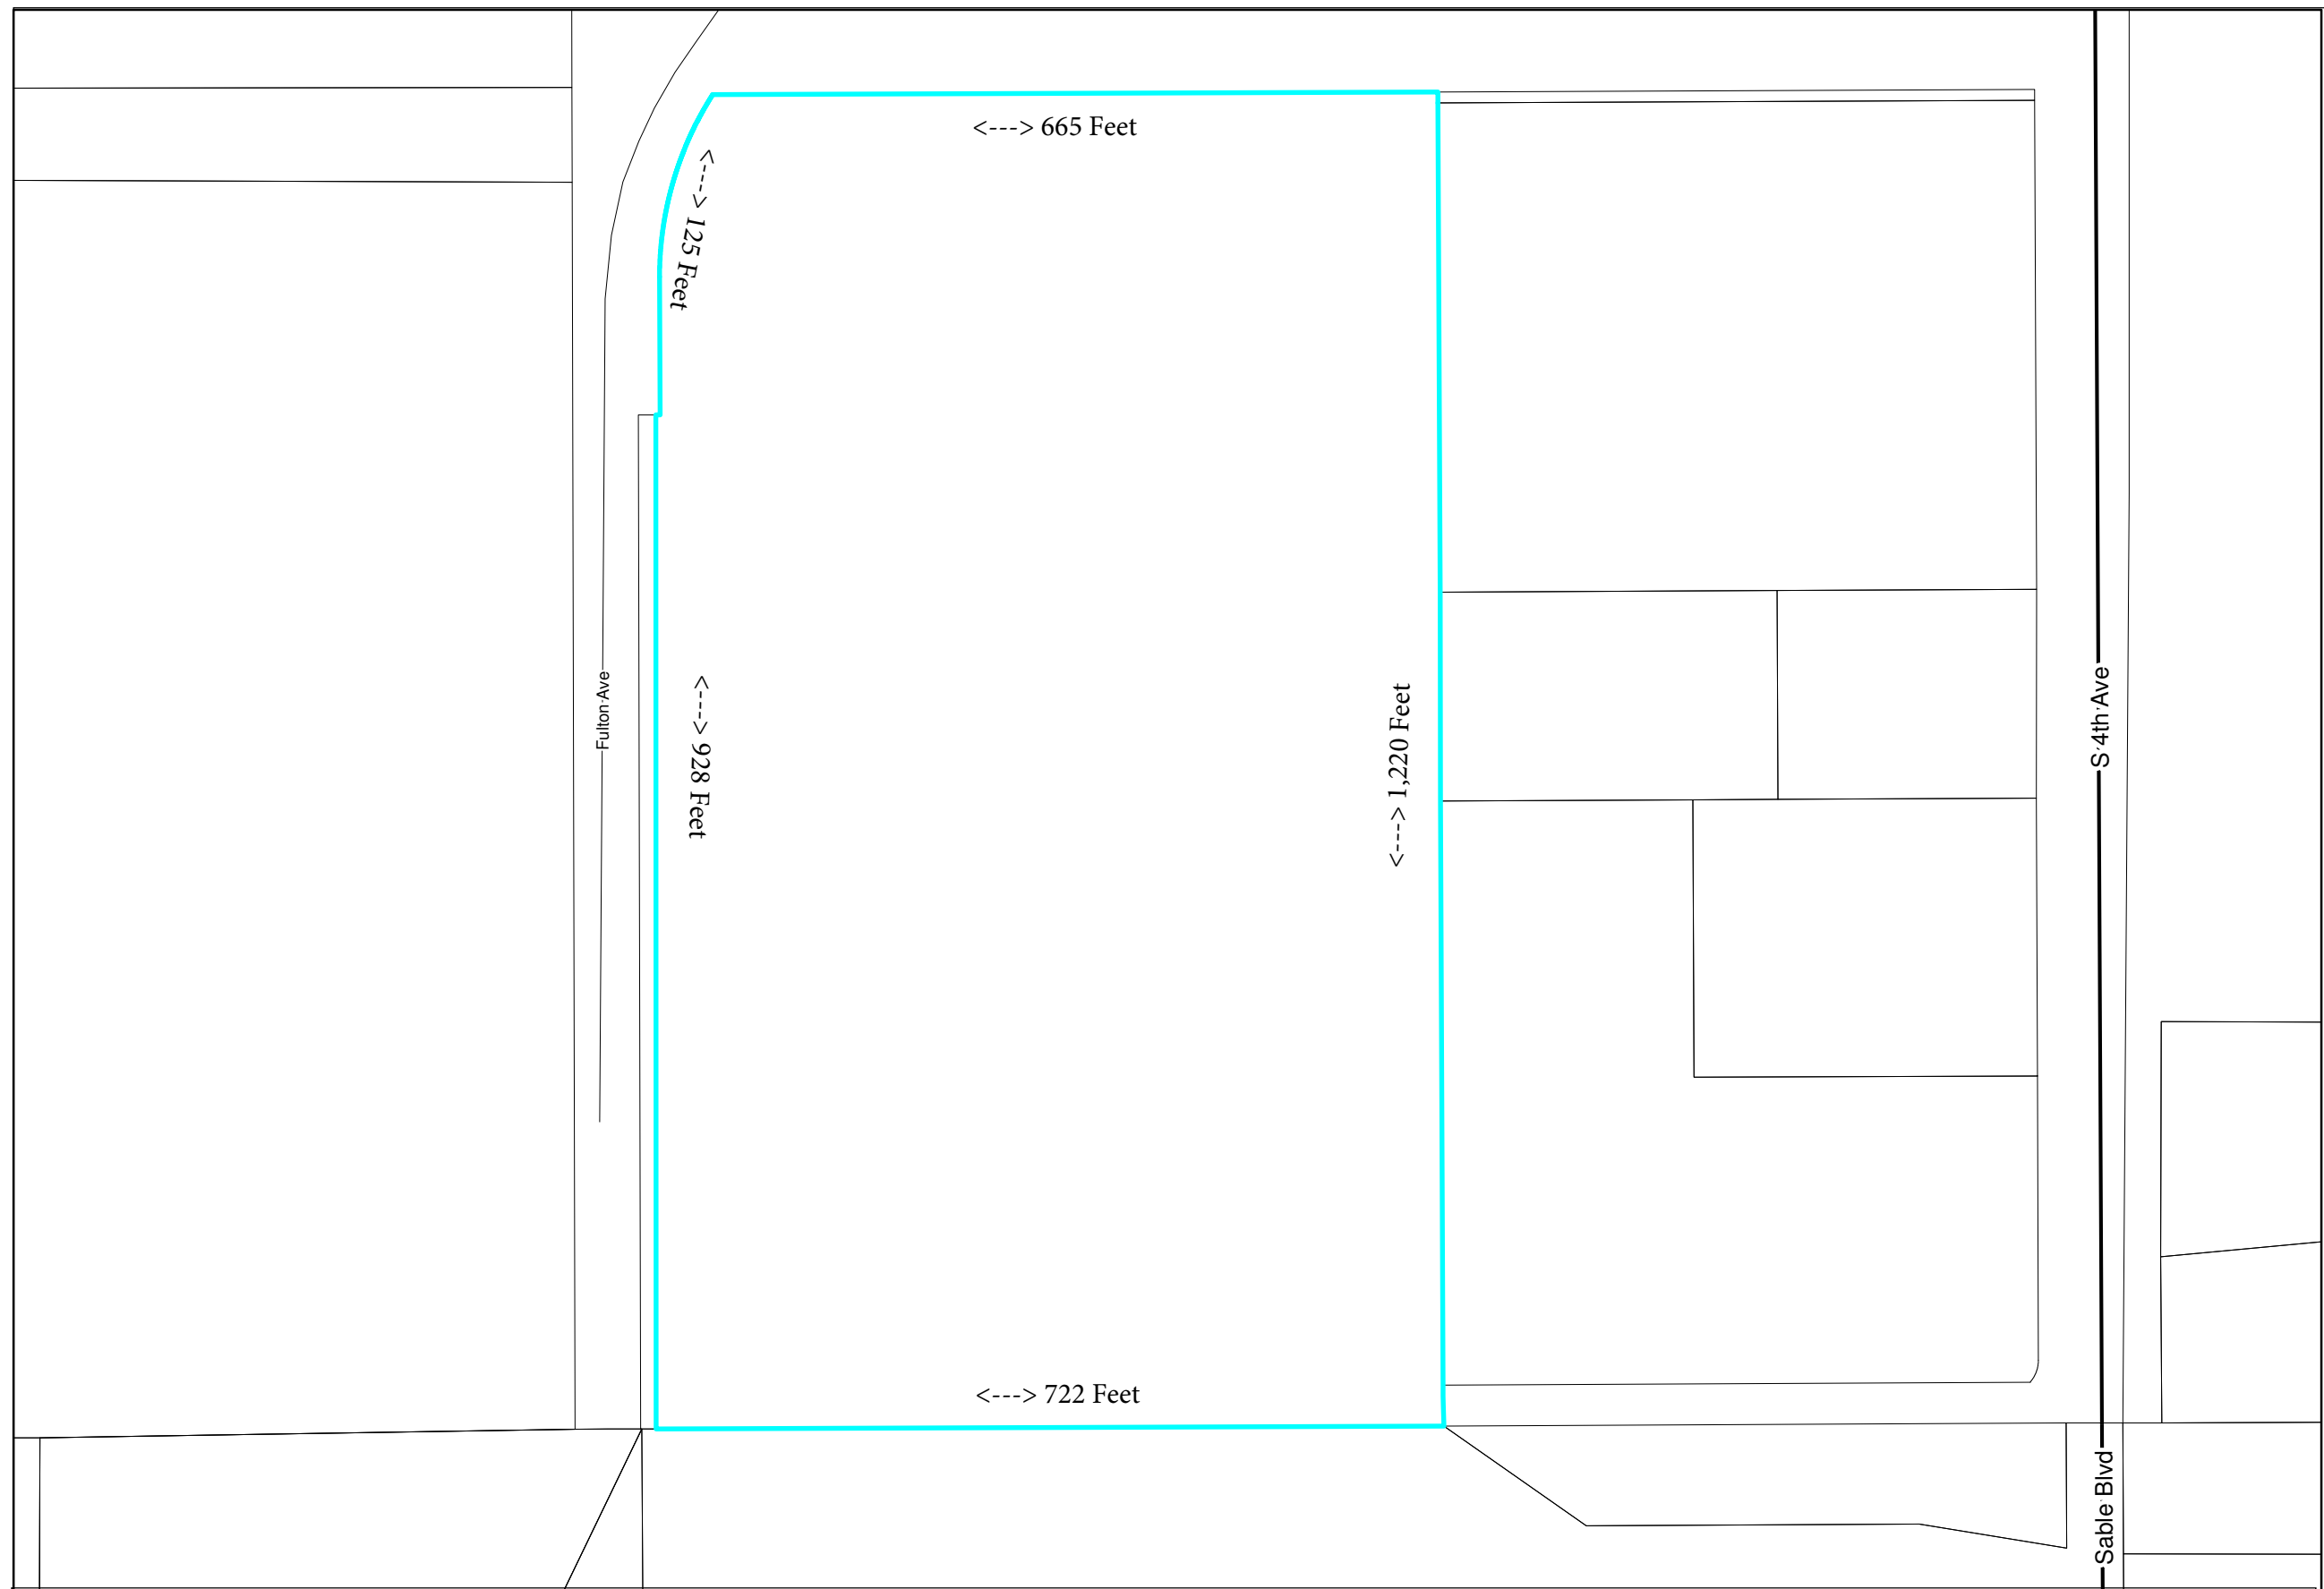 <---> 665 Feet
<---> 125 Feet
Fulton Ave
<---> 928 Feet
<---> 1,220 Feet
S 4th Ave
<---> 722 Feet
Sable Blvd